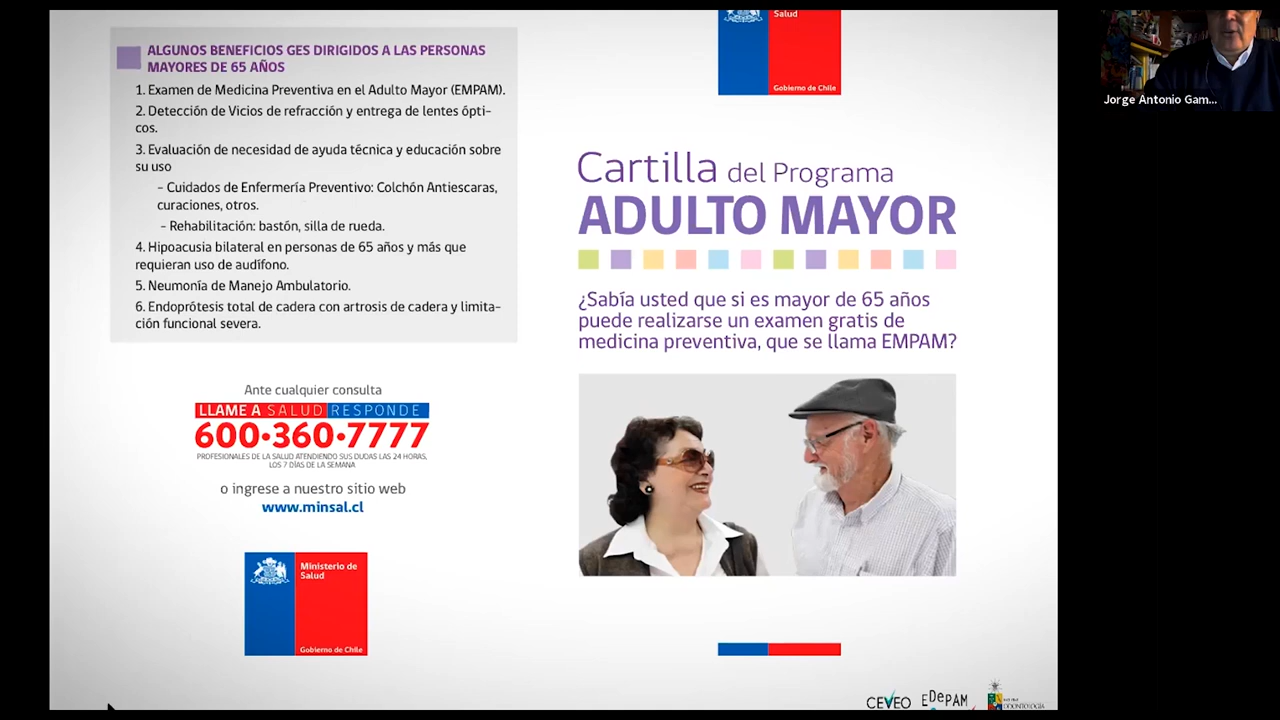 ALGUNOS BENEFICIOS GES DIRIGIDOS A LAS PERSONAS
MAYORES DE 65 AÑOS
1. Examen de Medicina Preventiva en el Adulto Mayor (EMPAM).
2. Detección de Vicios de refracción y entrega de lentes ópti-
cos.
3. Evaluación de necesidad de ayuda técnica y educación sobre
su uso
- Cuidados de Enfermería Preventivo: Colchón Antiescaras,
curaciones, otros.
- Rehabilitación: bastón, silla de rueda.
4. Hipoacusia bilateral en personas de 65 años y más que
requieran uso de audífono.
5. Neumonía de Manejo Ambulatorio.
6. Endoprótesis total de cadera con artrosis de cadera y limita-
ción funcional severa.
Ante cualquier consulta
LLAME A SALUD RESPONDE
600•360•7777
PROFESIONALES DE LA SALUD ATENDIENDO SUS DUDAS LAS 24 HORAS,
LOS 7 DÍAS DE LA SEMANA
o ingrese a nuestro sitio web
www.minsal.cl
Ministerio de
Salud
Gobierno de Chile
Salud
Gobierno de Chile
Cartilla del Programa
ADULTO MAYOR
¿Sabía usted que si es mayor de 65 años
puede realizarse un examen gratis de
medicina preventiva, que se llama EMPAM?
CEVEO
EDePAM
ODONTOLOGÍA
Jorge Antonio Gam...